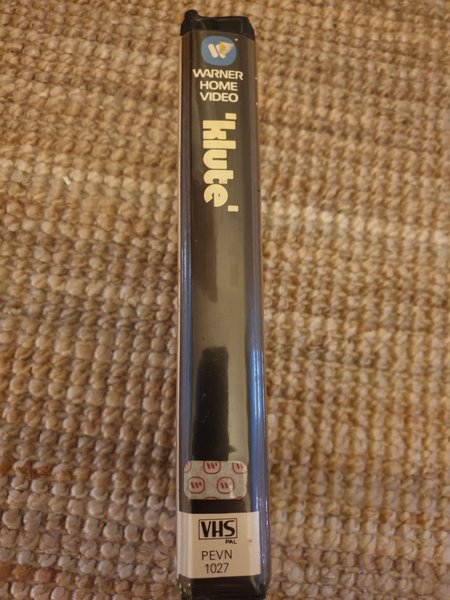 WARNER
HOME
VIDEO
'klute'
VHS
PAL
PEVN
1027